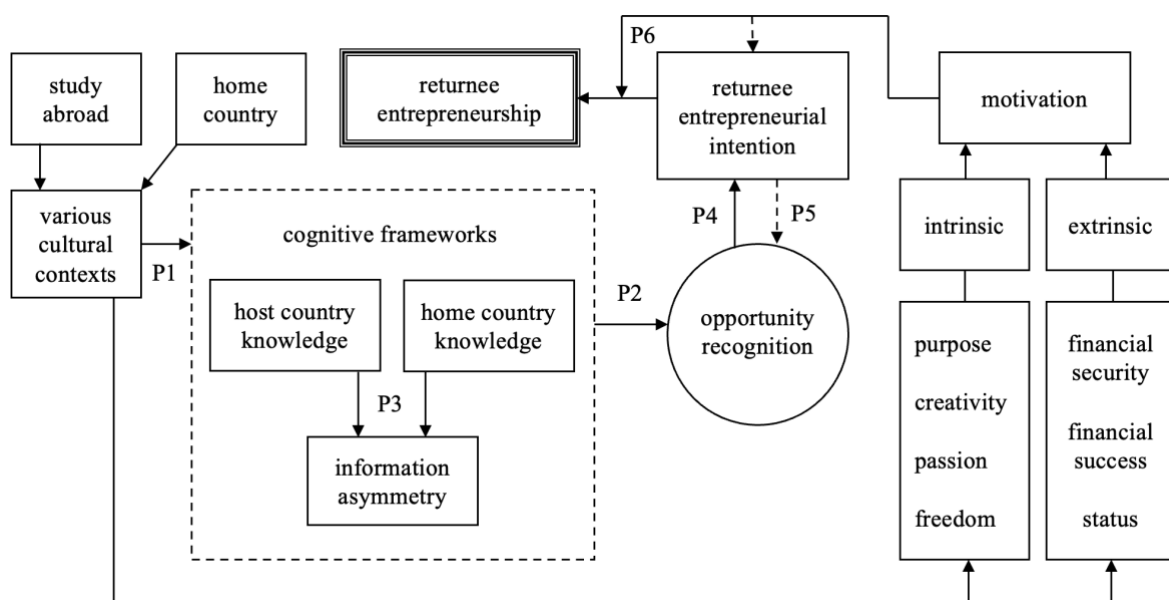 study
abroad
home
country
returnee
entrepreneurship
P6
returnee
entrepreneurial
intention
motivation
various
cultural
contexts
P1
cognitive frameworks
host country
knowledge
home country
knowledge
P3
information
asymmetry
P2
P4
P5
opportunity
recognition
intrinsic
extrinsic
purpose
creativity
passion
freedom
financial
security
financial
success
status